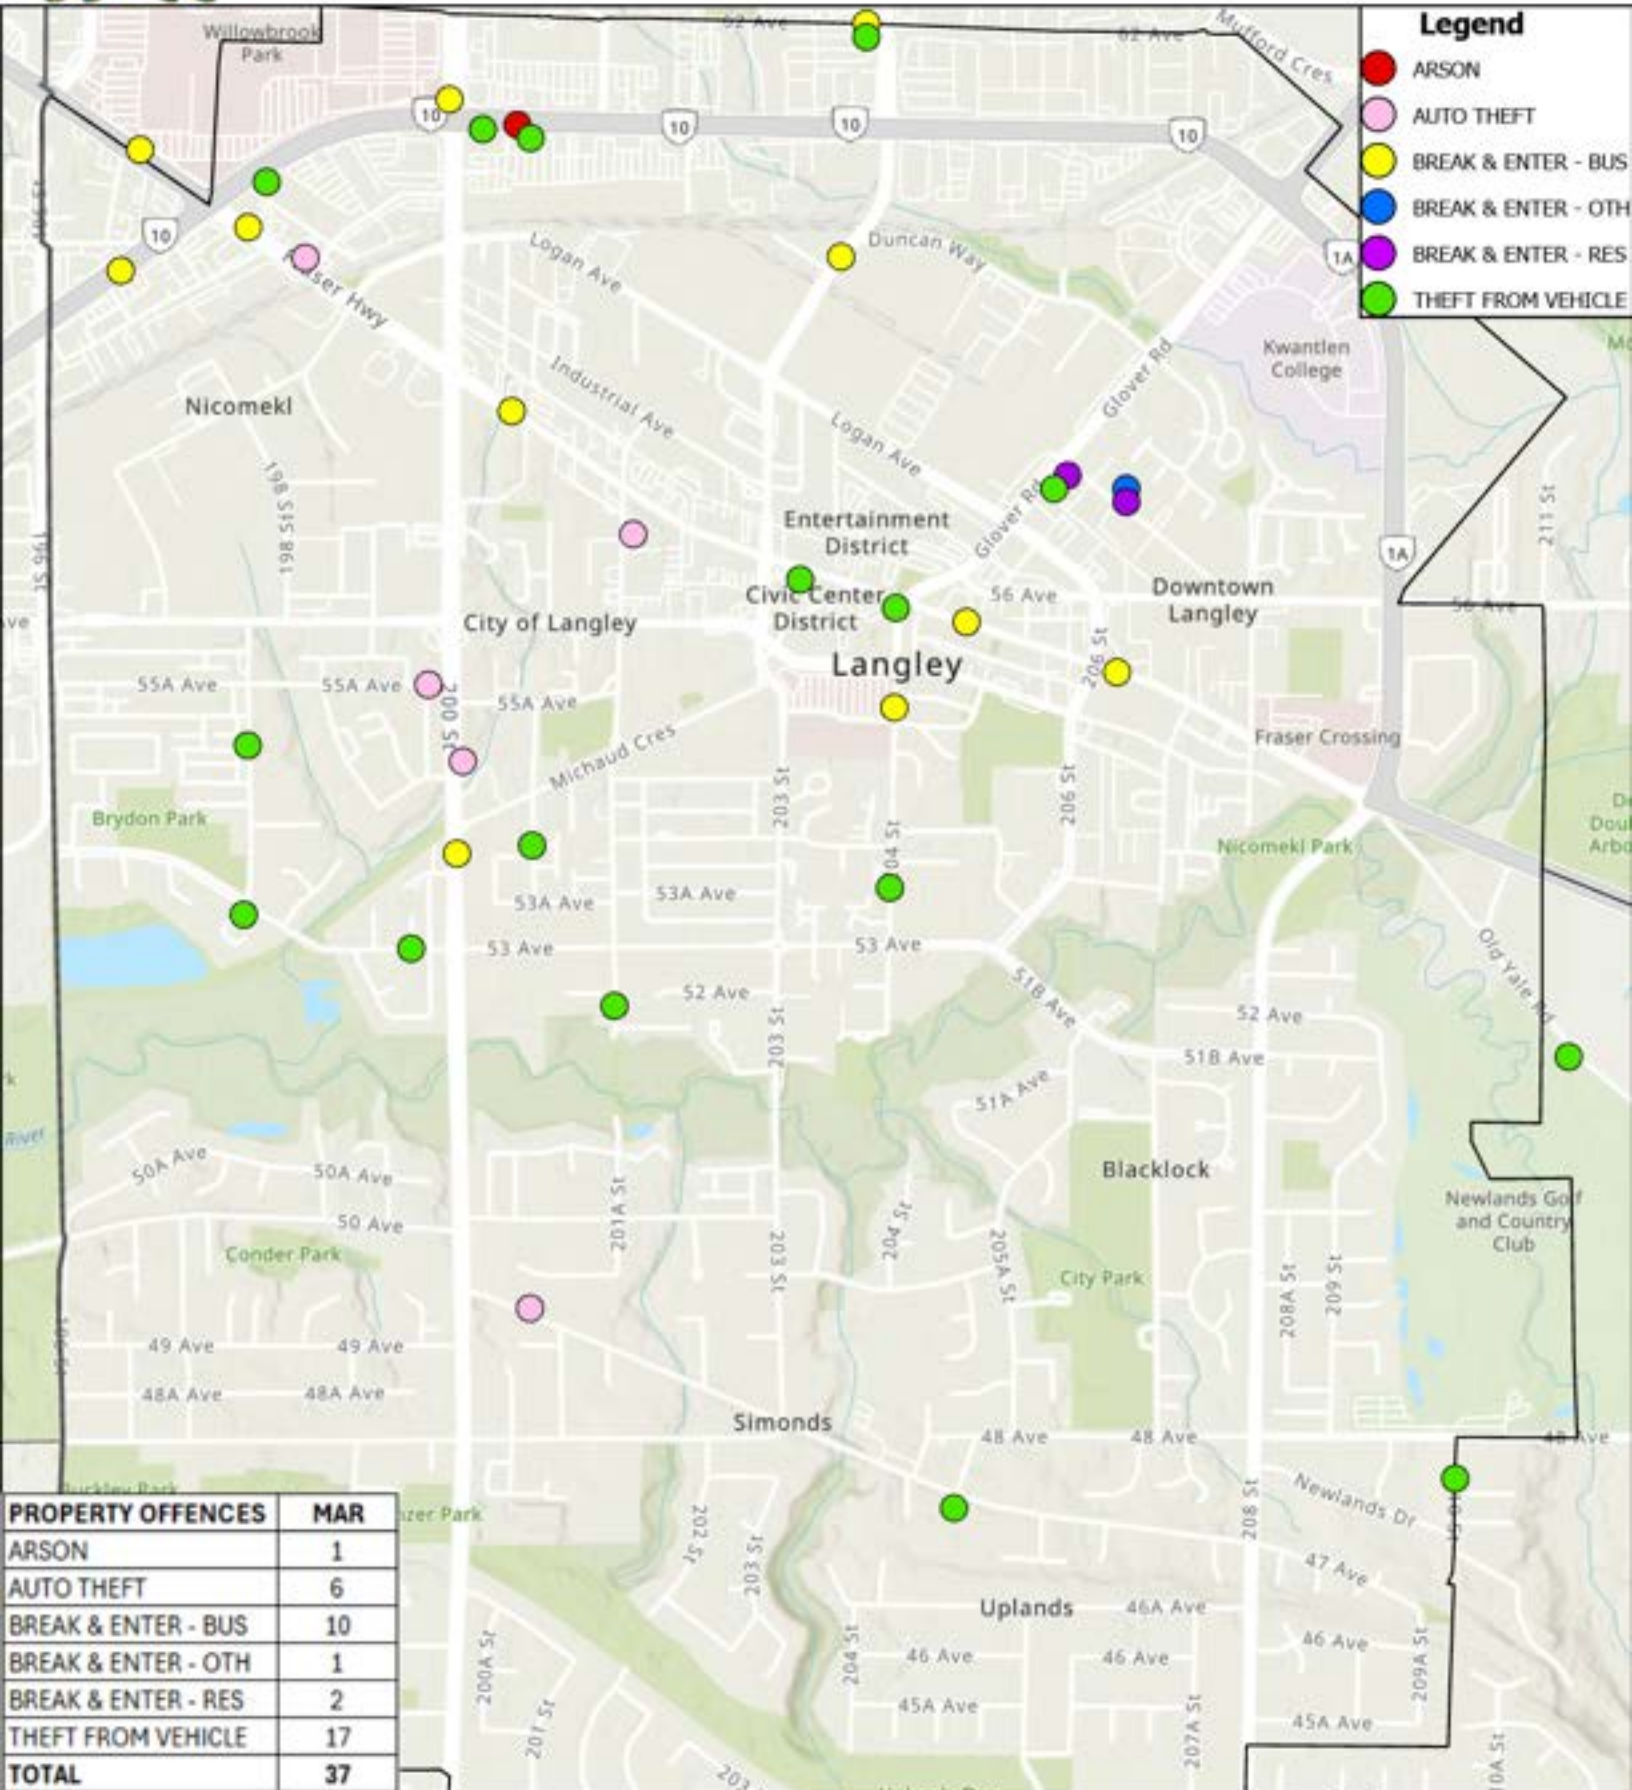 Legend
ARSON
AUTO THEFT
BREAK & ENTER - BUS
BREAK & ENTER - OTH
BREAK & ENTER - RES
THEFT FROM VEHICLE
Willowbrook
Park
62 Ave
62 Ave
Mufford Cres
10
10
10
10
10
1A
Fraser Hwy
Logan Ave
Duncan Way
Glover Rd
Kwantlen
College
Nicomekl
Industrial Ave
Logan Ave
198 St
198 St
196 St
Glover Rd
211 St
1A
Entertainment
District
Civic Center
District
56 Ave
56 Ave
Downtown
Langley
City of Langley
Langley
206 St
55A Ave
55A Ave
55A Ave
200 St
Michaud Cres
Fraser Crossing
203 St
206 St
Brydon Park
Nicomekl Park
53A Ave
53A Ave
53 Ave
53 Ave
Old Yale Rd
51B Ave
52 Ave
52 Ave
203 St
51B Ave
51A Ave
River
50A Ave
50A Ave
Blacklock
50 Ave
201A St
204 St
203 St
205A St
Newlands Golf
and Country
Club
Conder Park
City Park
208A St
209 St
49 Ave
49 Ave
48A Ave
48A Ave
Simonds
48 Ave
48 Ave
48 Ave
Buckley Park
Newlands Dr
208 St
202 St
203 St
47 Ave
Uplands
46A Ave
46 Ave
46 Ave
46 Ave
200A St
204 St
209A St
45A Ave
45A Ave
201 St
207A St
203
PROPERTY OFFENCES MAR
ARSON 1
AUTO THEFT 6
BREAK & ENTER - BUS 10
BREAK & ENTER - OTH 1
BREAK & ENTER - RES 2
THEFT FROM VEHICLE 17
TOTAL 37